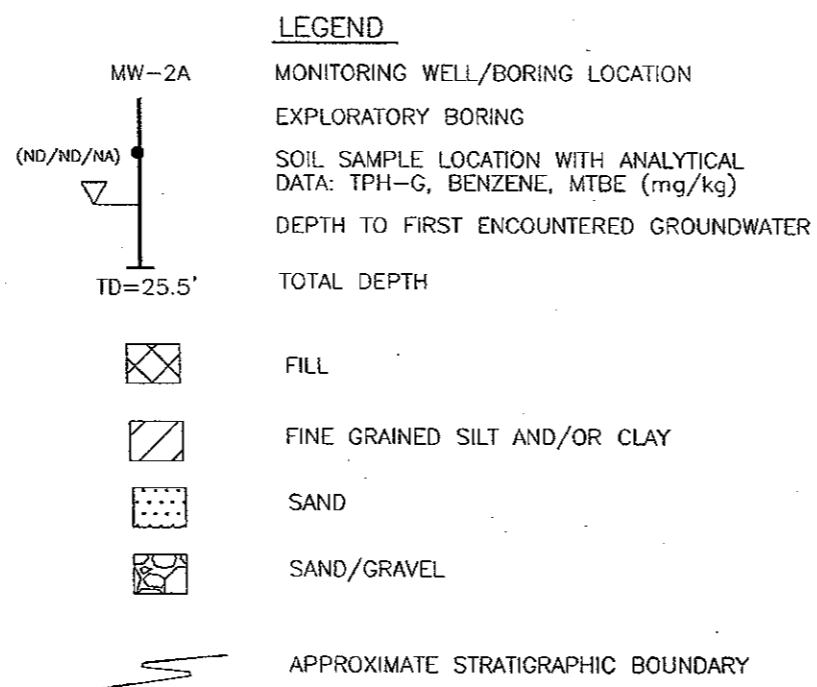 LEGEND
MW-2A MONITORING WELL/BORING LOCATION
EXPLORATORY BORING
(ND/ND/NA) SOIL SAMPLE LOCATION WITH ANALYTICAL
DATA: TPH-G, BENZENE, MTBE (mg/kg)
DEPTH TO FIRST ENCOUNTERED GROUNDWATER
TD=25.5' TOTAL DEPTH
FILL
FINE GRAINED SILT AND/OR CLAY
SAND
SAND/GRAVEL
APPROXIMATE STRATIGRAPHIC BOUNDARY